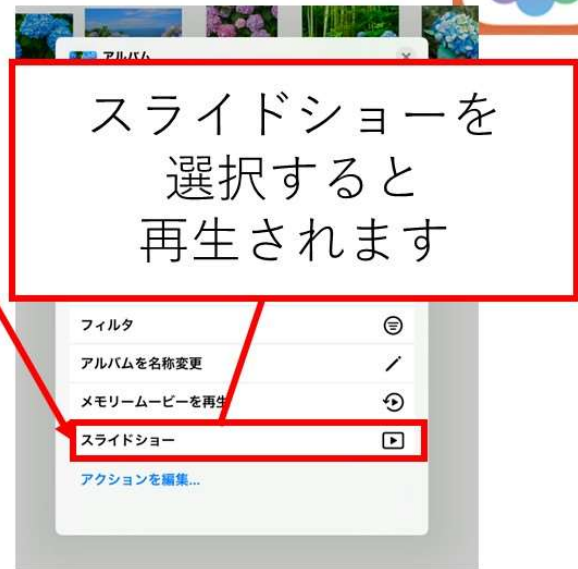 アルバム
スライドショーを
選択すると
再生されます
フィルタ
アルバムを名称変更
メモリームービーを再生
スライドショー
アクションを編集...